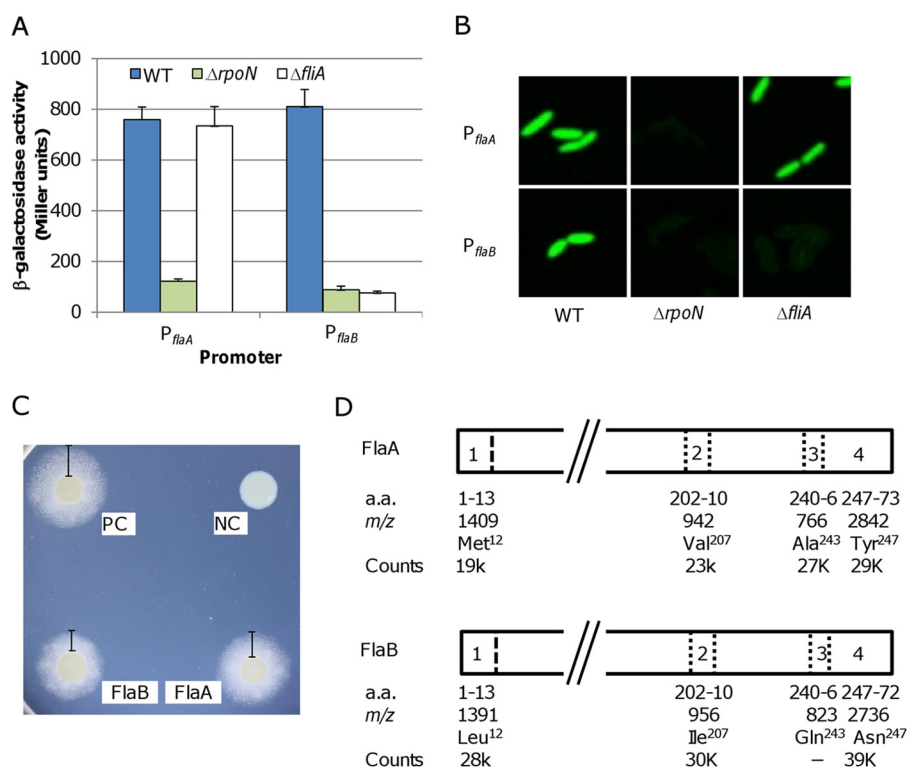 A
β-galactosidase activity
(Miller units)
1000
800
600
400
200
0
WT ΔrpoN ΔfliA
PflaA PflaB
Promoter
B
PflaA
PflaB
WT ΔrpoN ΔfliA
C
PC NC
FlaB FlaA
D
FlaA
1 2 3 4
a.a. 1-13 202-10 240-6 247-73
m/z 1409 942 766 2842
Met12 Val207 Ala243 Tyr247
Counts 19k 23k 27K 29K
FlaB
1 2 3 4
a.a. 1-13 202-10 240-6 247-72
m/z 1391 956 823 2736
Leu12 Ile207 Gln243 Asn247
Counts 28k 30K – 39K